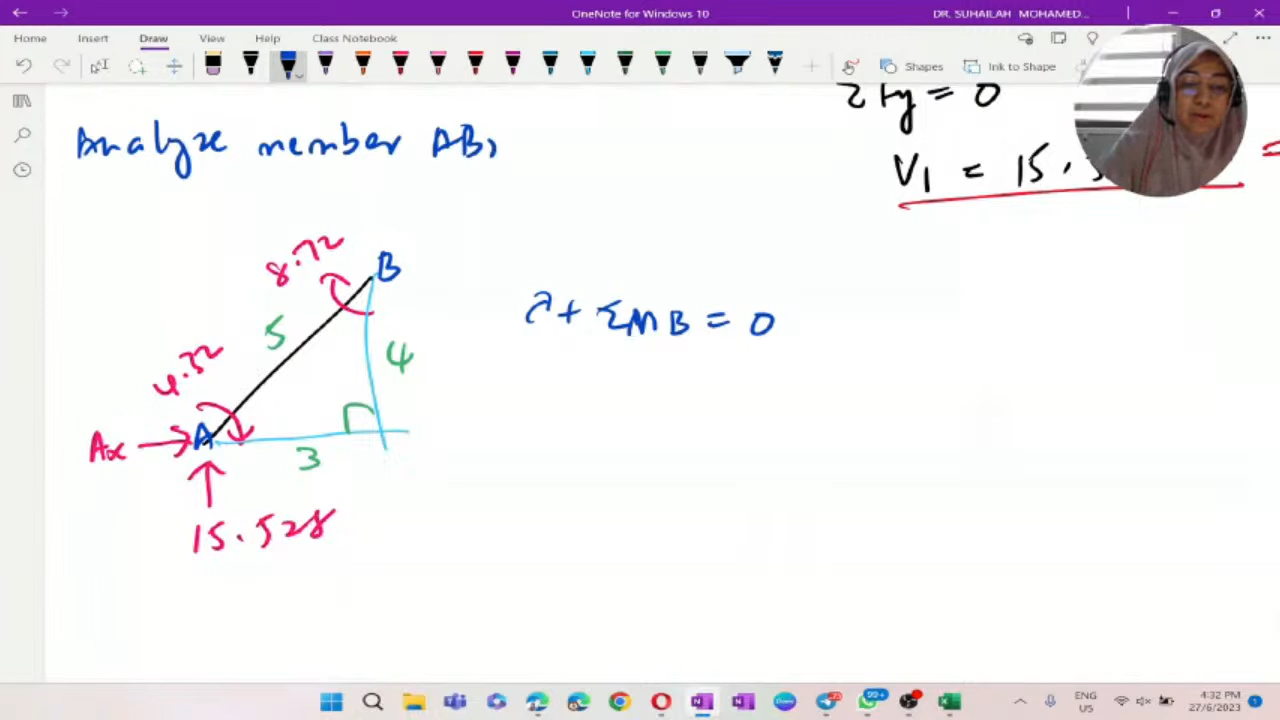 OneNote for Windows 10
DR. SUHAILAH MOHAMED...
Home Insert Draw View Help Class Notebook
Shapes Ink to Shape
ΣFy = 0
V1 = 15.
Analyze member AB,
8.72
B
5
4
4.32
Ax
A
3
15.528
+ ΣMB = 0
99+
ENG
US
4:32 PM
27/6/2023